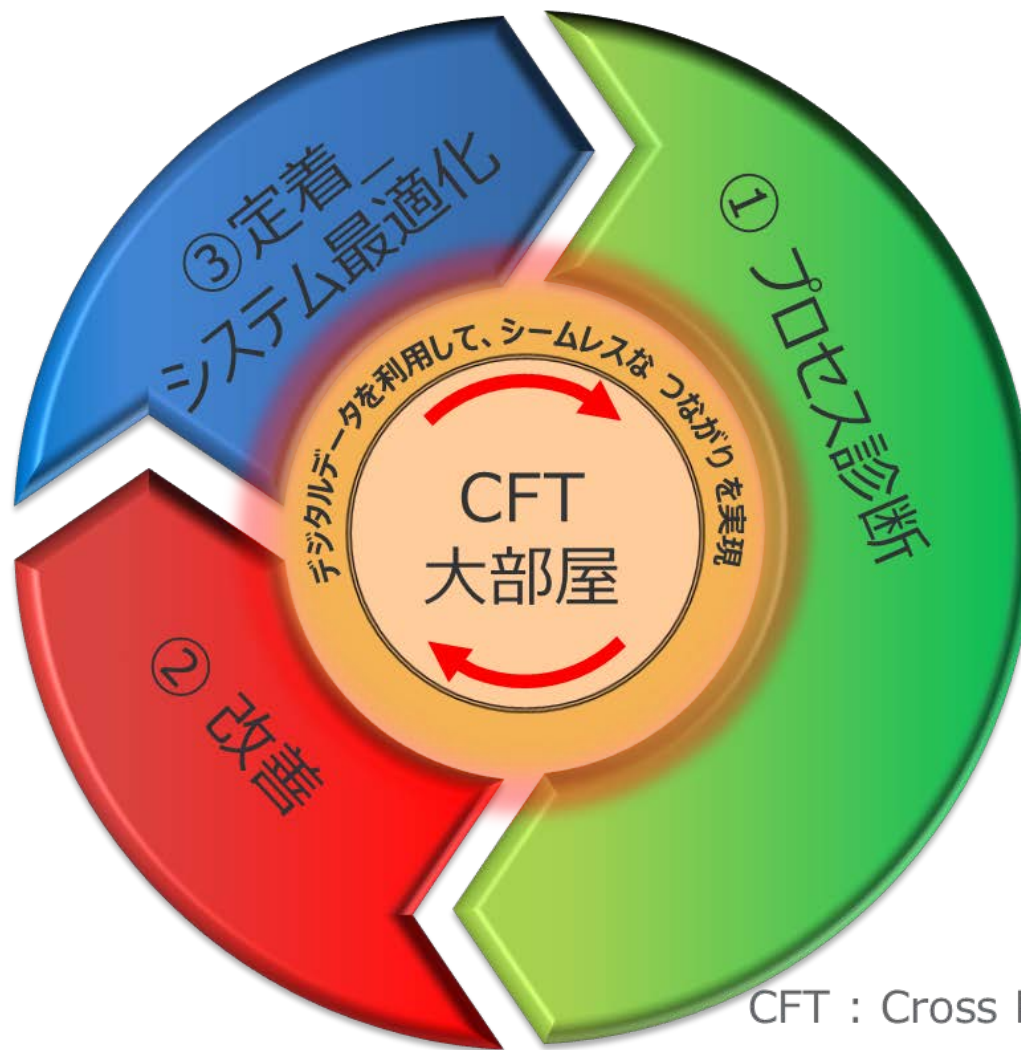 ① プロセス診断
② 改善
③定着_
システム最適化
デジタルデータを利用して、シームレスな つながりを実現
CFT
大部屋
CFT : Cross